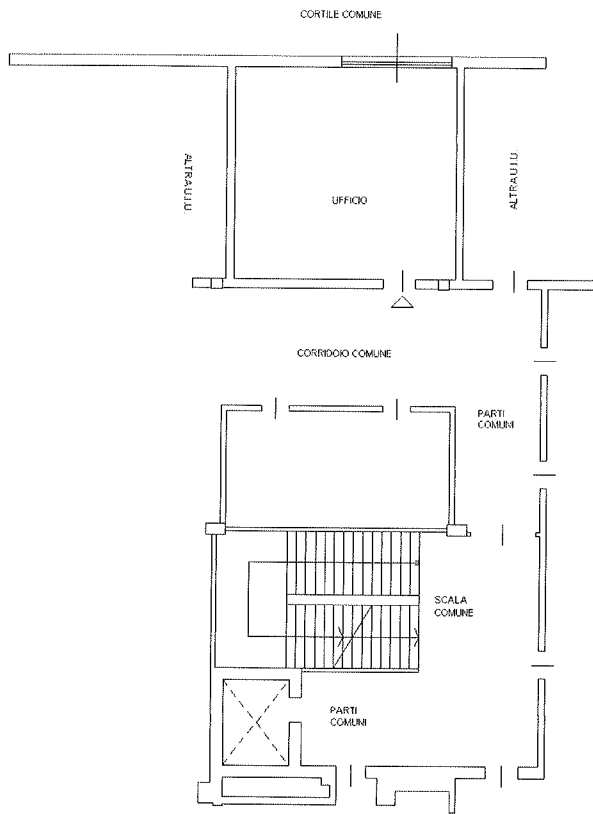 CORTILE COMUNE
ALTRA U.I.U.
UFFICIO
ALTRA U.I.U.
CORRIDOIO COMUNE
PARTI
COMUNI
SCALA
COMUNE
PARTI
COMUNI